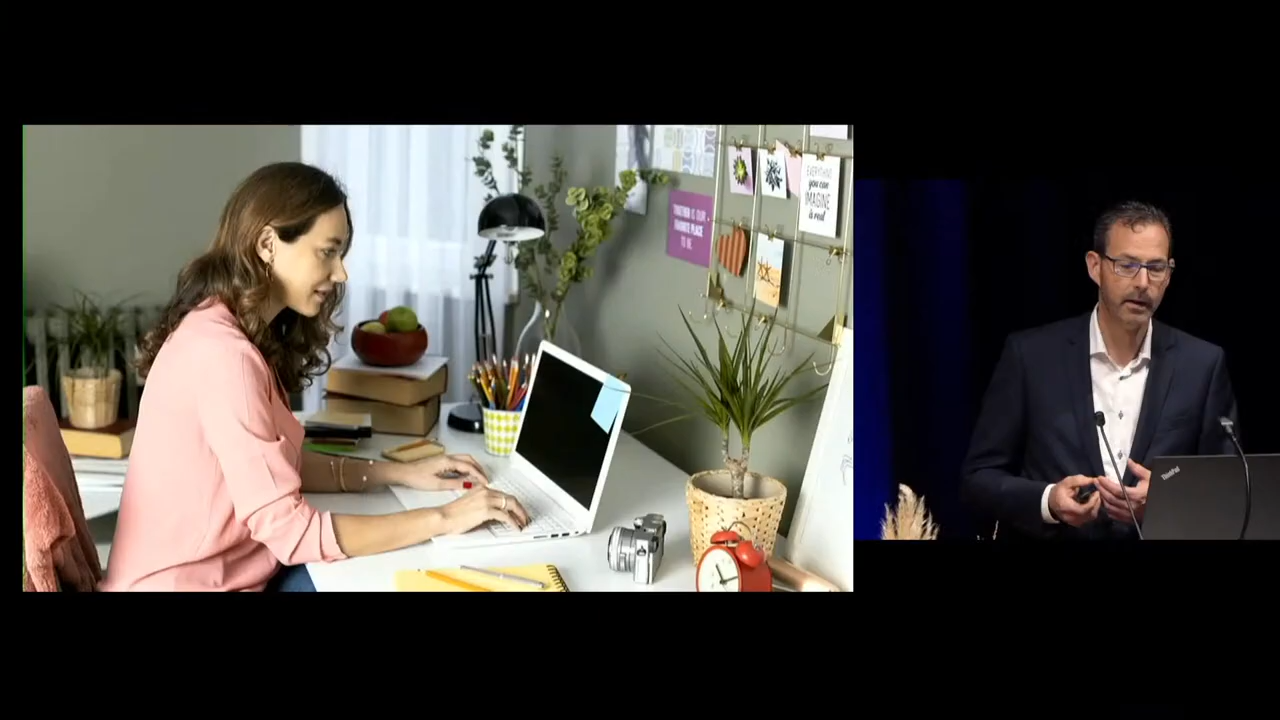 EVERYTHING
you can
IMAGINE
is real
TOGETHER IS OUR
FAVORITE PLACE
TO BE
ThinkPad